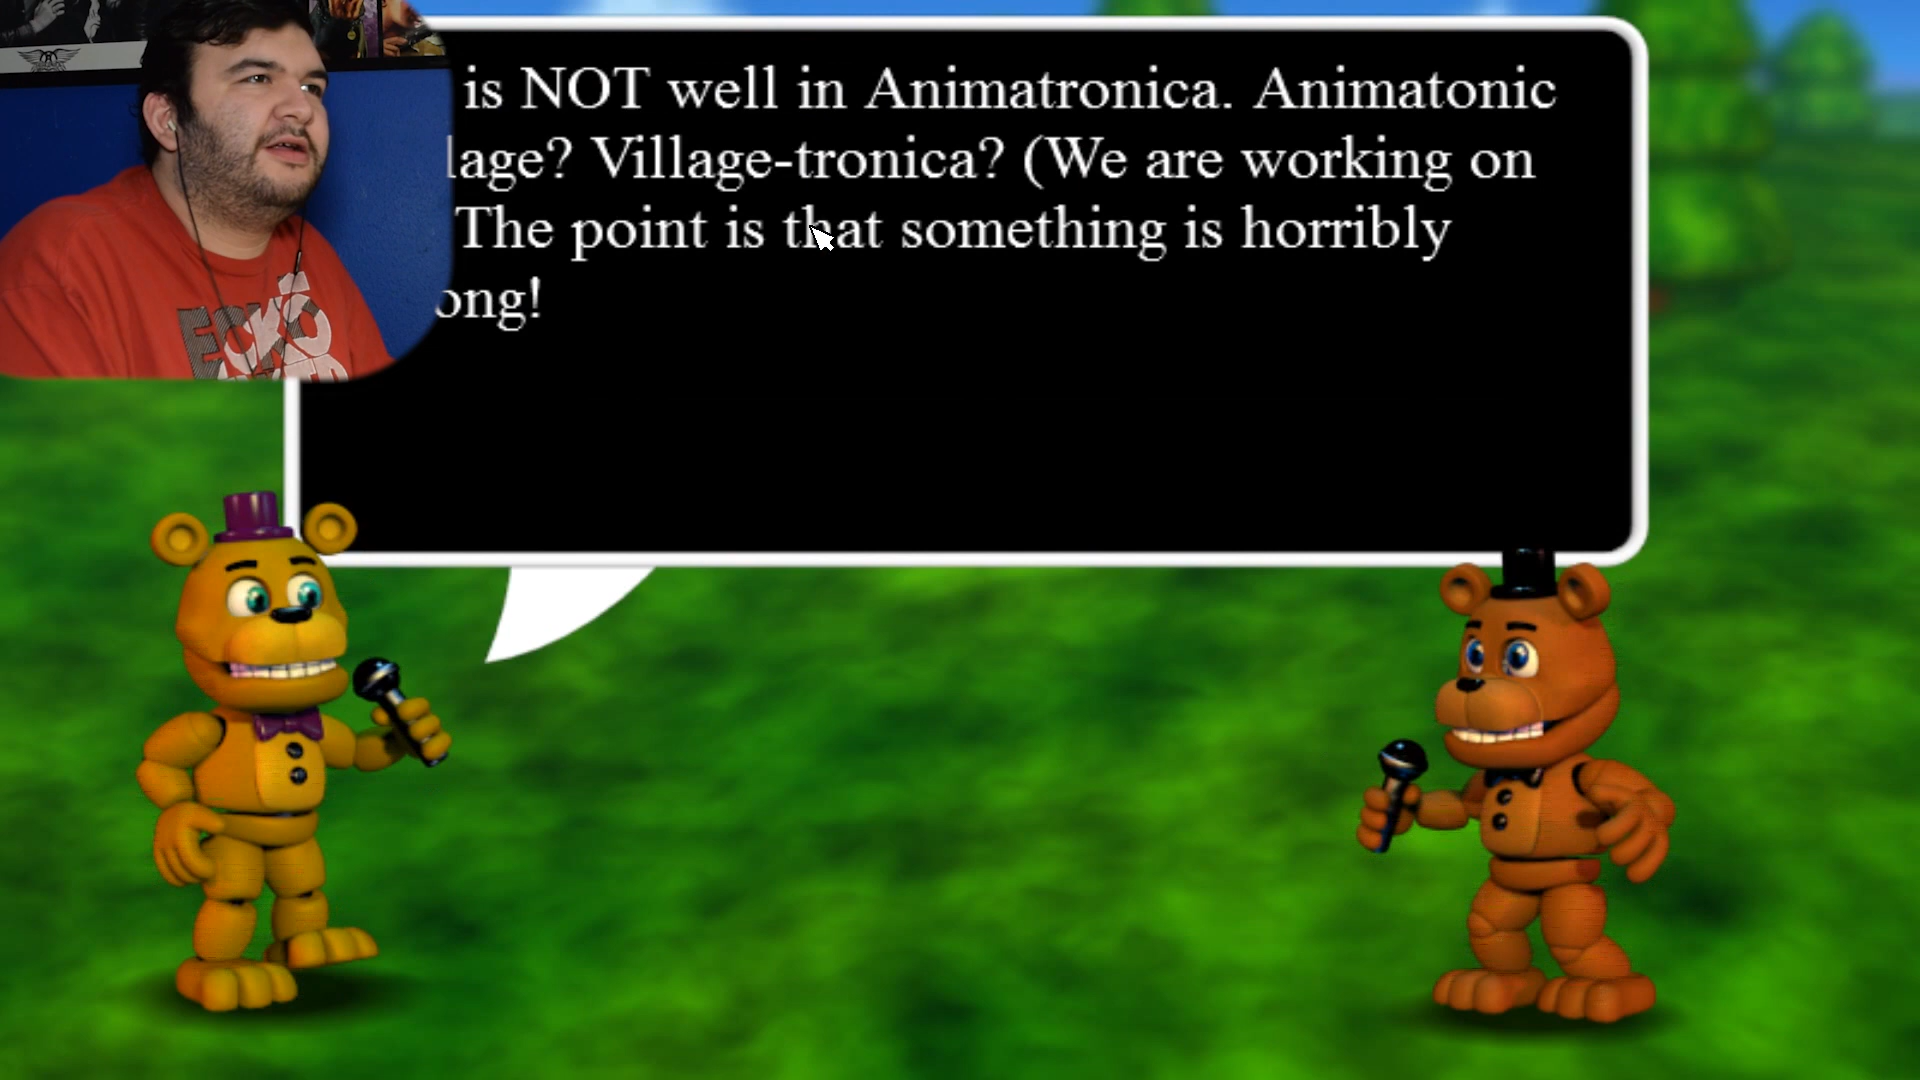 is NOT well in Animatronica. Animatonic
lage? Village-tronica? (We are working on
The point is that something is horribly
ong!
ECKŌ